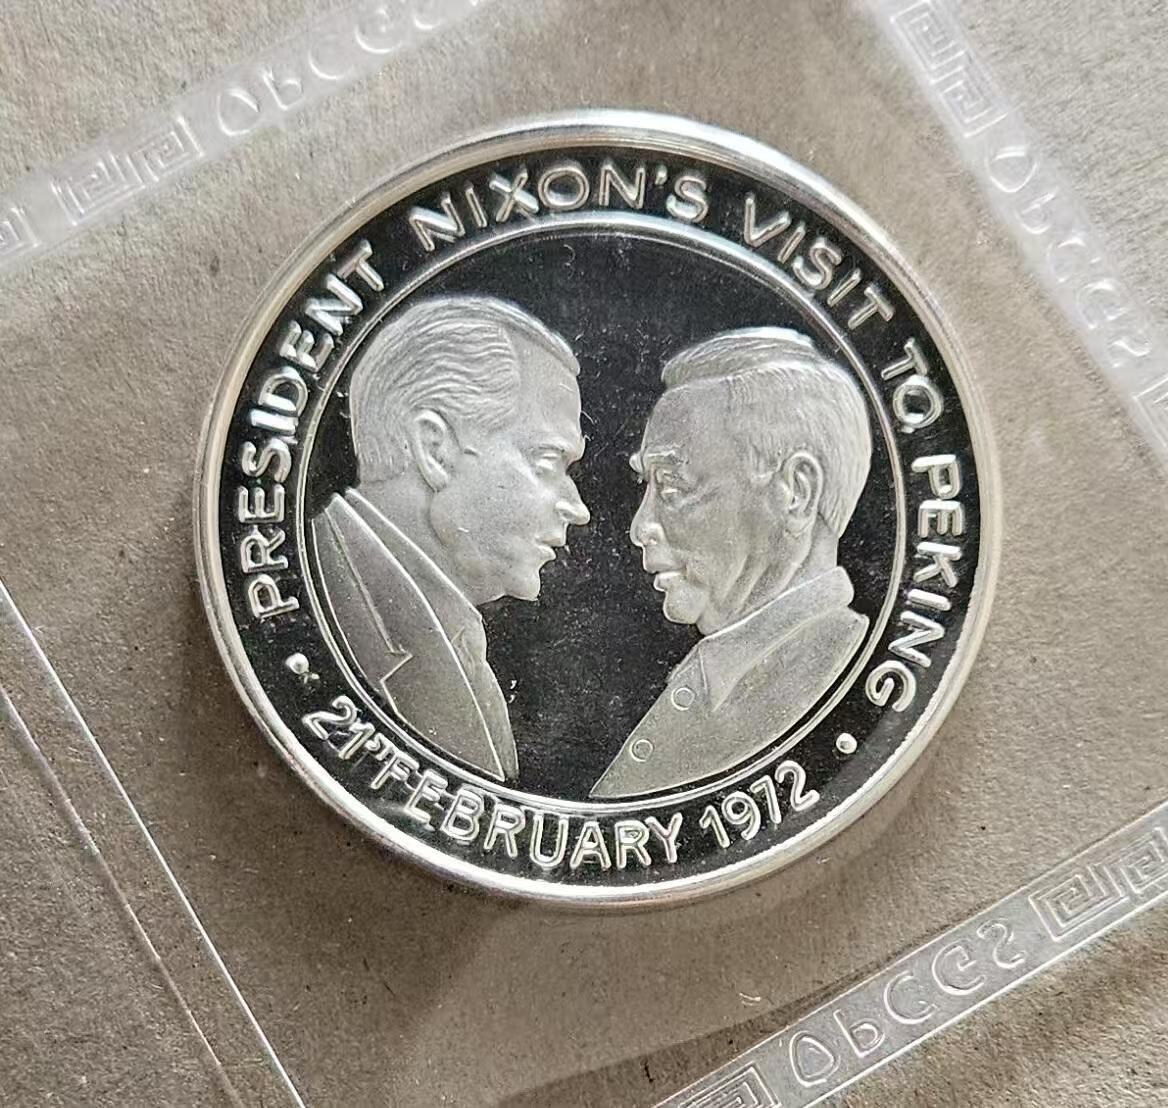 PRESIDENT NIXON'S VISIT TO PEKING
• 21ST FEBRUARY 1972 •